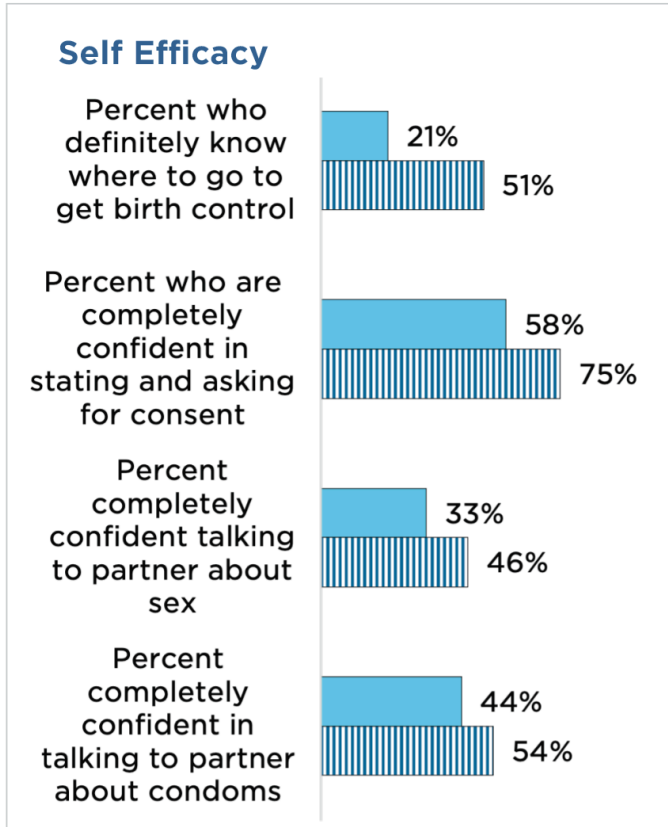 Self Efficacy
Percent who
definitely know
where to go to
get birth control
21%
51%
Percent who are
completely
confident in
stating and asking
for consent
58%
75%
Percent
completely
confident talking
to partner about
sex
33%
46%
Percent
completely
confident in
talking to partner
about condoms
44%
54%